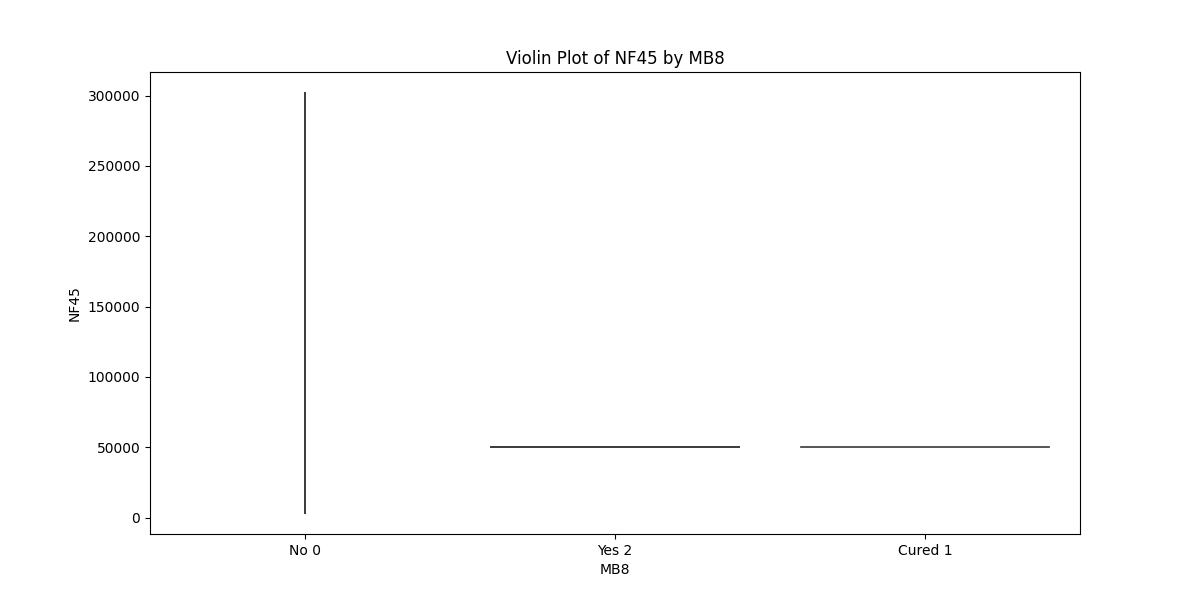 Violin Plot of NF45 by MB8
300000
250000
200000
150000
100000
50000
0
NF45
No 0
Yes 2
Cured 1
MB8